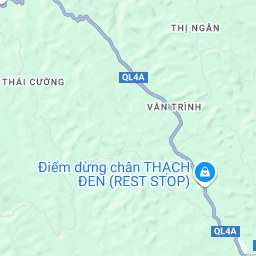 THỊ NGÂN
QL4A
THÁI CƯỜNG
VÂN TRÌNH
Điểm dừng chân THẠCH
ĐEN (REST STOP)
QL4A